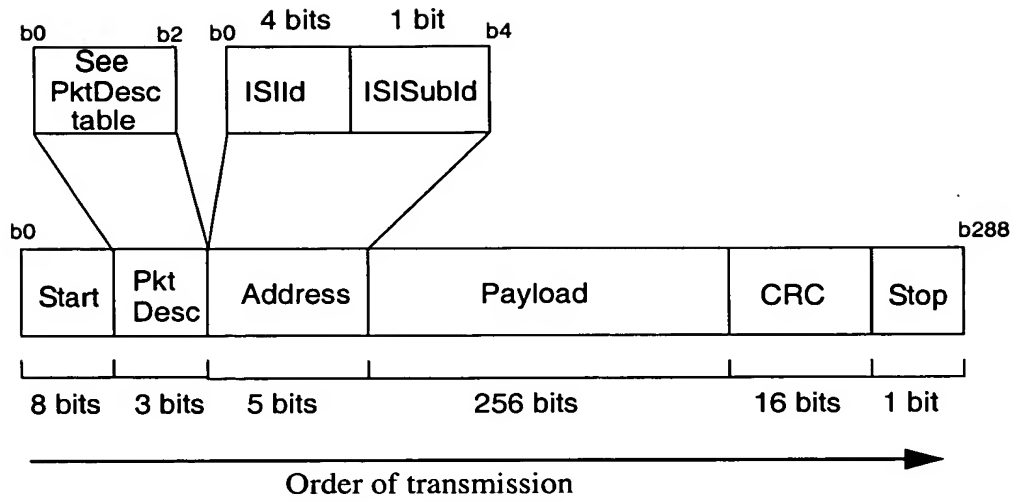 4 bits 1 bit
b0 b2 b0 b4
See
PktDesc
table
ISIId ISISubId
b0 b288
Start Pkt
Desc Address Payload CRC Stop
8 bits 3 bits 5 bits 256 bits 16 bits 1 bit
Order of transmission